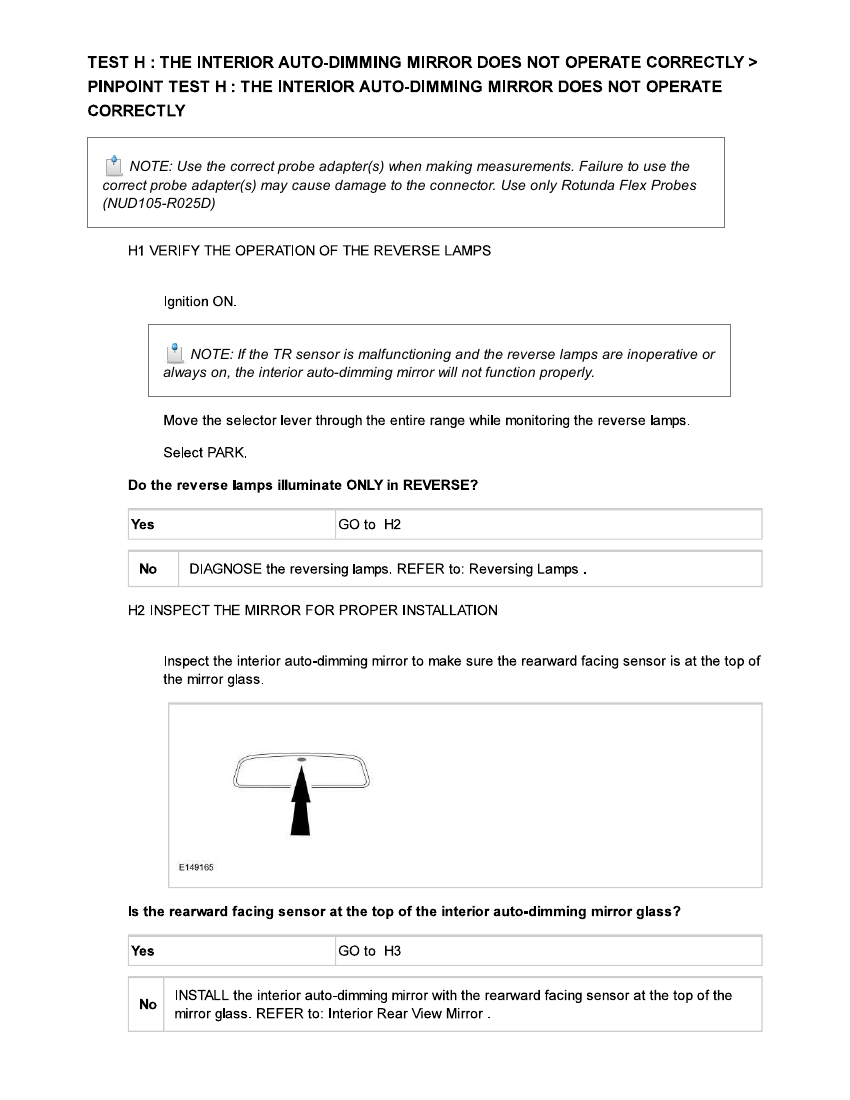 TEST H : THE INTERIOR AUTO-DIMMING MIRROR DOES NOT OPERATE CORRECTLY >
PINPOINT TEST H : THE INTERIOR AUTO-DIMMING MIRROR DOES NOT OPERATE
CORRECTLY
NOTE: Use the correct probe adapter(s) when making measurements. Failure to use the
correct probe adapter(s) may cause damage to the connector. Use only Rotunda Flex Probes
(NUD105-R025D)
H1 VERIFY THE OPERATION OF THE REVERSE LAMPS
Ignition ON.
NOTE: If the TR sensor is malfunctioning and the reverse lamps are inoperative or
always on, the interior auto-dimming mirror will not function properly.
Move the selector lever through the entire range while monitoring the reverse lamps.
Select PARK.
Do the reverse lamps illuminate ONLY in REVERSE?
Yes GO to H2
No DIAGNOSE the reversing lamps. REFER to: Reversing Lamps .
H2 INSPECT THE MIRROR FOR PROPER INSTALLATION
Inspect the interior auto-dimming mirror to make sure the rearward facing sensor is at the top of
the mirror glass.
E149165
Is the rearward facing sensor at the top of the interior auto-dimming mirror glass?
Yes GO to H3
No INSTALL the interior auto-dimming mirror with the rearward facing sensor at the top of the
mirror glass. REFER to: Interior Rear View Mirror .